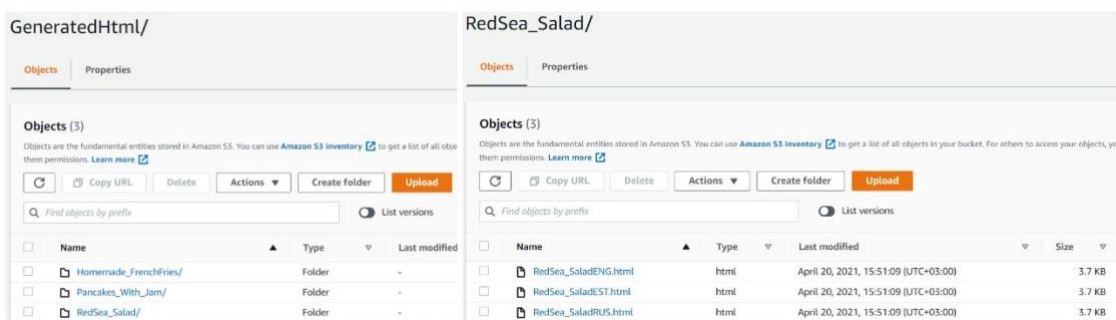 GeneratedHtml/
Objects
Properties
Objects (3)
Objects are the fundamental entities stored in Amazon S3. You can use Amazon S3 inventory to get a list of all obje
them permissions. Learn more
Copy URL
Delete
Actions
Create folder
Upload
Find objects by prefix
List versions
Name
Type
Last modified
Homemade_FrenchFries/
Folder
-
Pancakes_With_Jam/
Folder
-
RedSea_Salad/
Folder
-
RedSea_Salad/
Objects
Properties
Objects (3)
Objects are the fundamental entities stored in Amazon S3. You can use Amazon S3 inventory to get a list of all objects in your bucket. For others to access your objects, yo
them permissions. Learn more
Copy URL
Delete
Actions
Create folder
Upload
Find objects by prefix
List versions
Name
Type
Last modified
Size
RedSea_SaladENG.html
html
April 20, 2021, 15:51:09 (UTC+03:00)
3.7 KB
RedSea_SaladEST.html
html
April 20, 2021, 15:51:09 (UTC+03:00)
3.7 KB
RedSea_SaladRUS.html
html
April 20, 2021, 15:51:09 (UTC+03:00)
3.7 KB